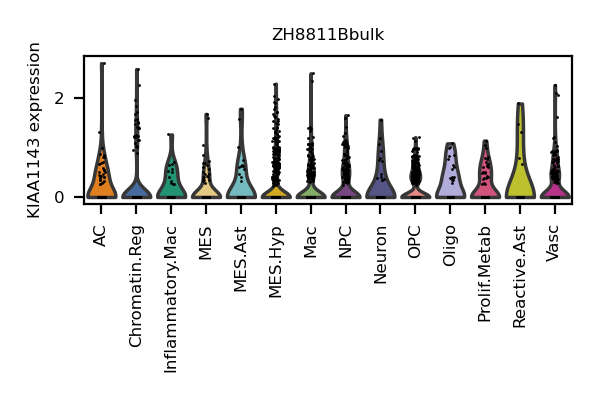 ZH8811Bbulk
KIAA1143 expression
2
0
AC
Chromatin.Reg
Inflammatory.Mac
MES
MES.Ast
MES.Hyp
Mac
NPC
Neuron
OPC
Oligo
Prolif.Metab
Reactive.Ast
Vasc